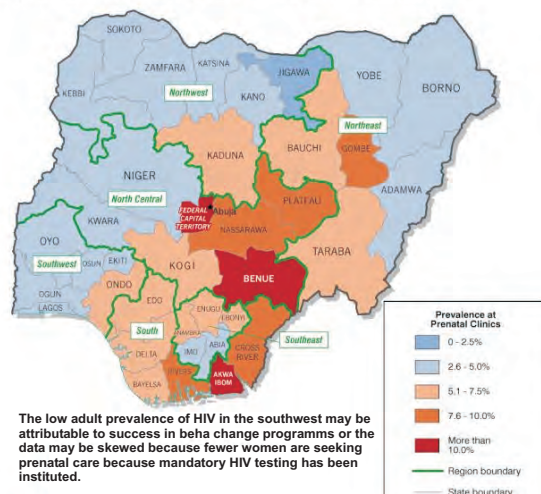 SOKOTO
ZAMFARA
KATSINA
JIGAWA
YOBE
BORNO
KEBBI
Northwest
KANO
Northeast
KADUNA
BAUCHI
GOMBE
NIGER
ADAMWA
North Central
FEDERAL
CAPITAL
TERRITORY
Abuja
PLATEAU
KWARA
NASSARAWA
OYO
TARABA
Southwest
OSUN
EKITI
KOGI
BENUE
OGUN
ONDO
LAGOS
EDO
ENUGU
EBONYI
South
Southeast
DELTA
IMO
ABIA
CROSS
RIVER
BAYELSA
AKWA
IBOM
Prevalence at
Prenatal Clinics
0 - 2.5%
2.6 - 5.0%
5.1 - 7.5%
7.6 - 10.0%
More than
10.0%
Region boundary
State boundary
The low adult prevalence of HIV in the southwest may be
attributable to success in beha change programms or the
data may be skewed because fewer women are seeking
prenatal care because mandatory HIV testing has been
instituted.